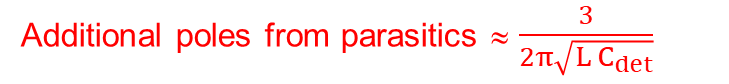 Additional poles from parasitics ≈ 3 / (2π√(L C_det))